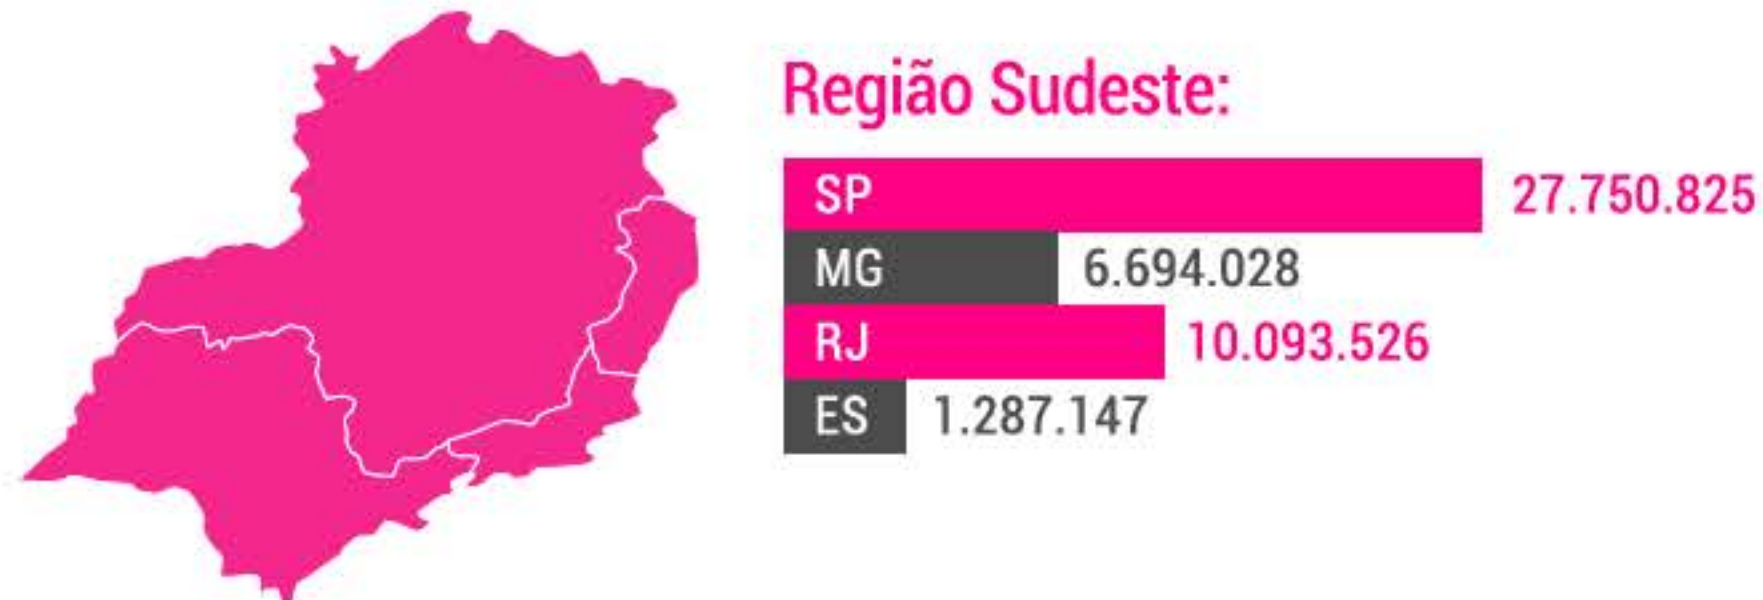 Região Sudeste:
SP 27.750.825
MG 6.694.028
RJ 10.093.526
ES 1.287.147